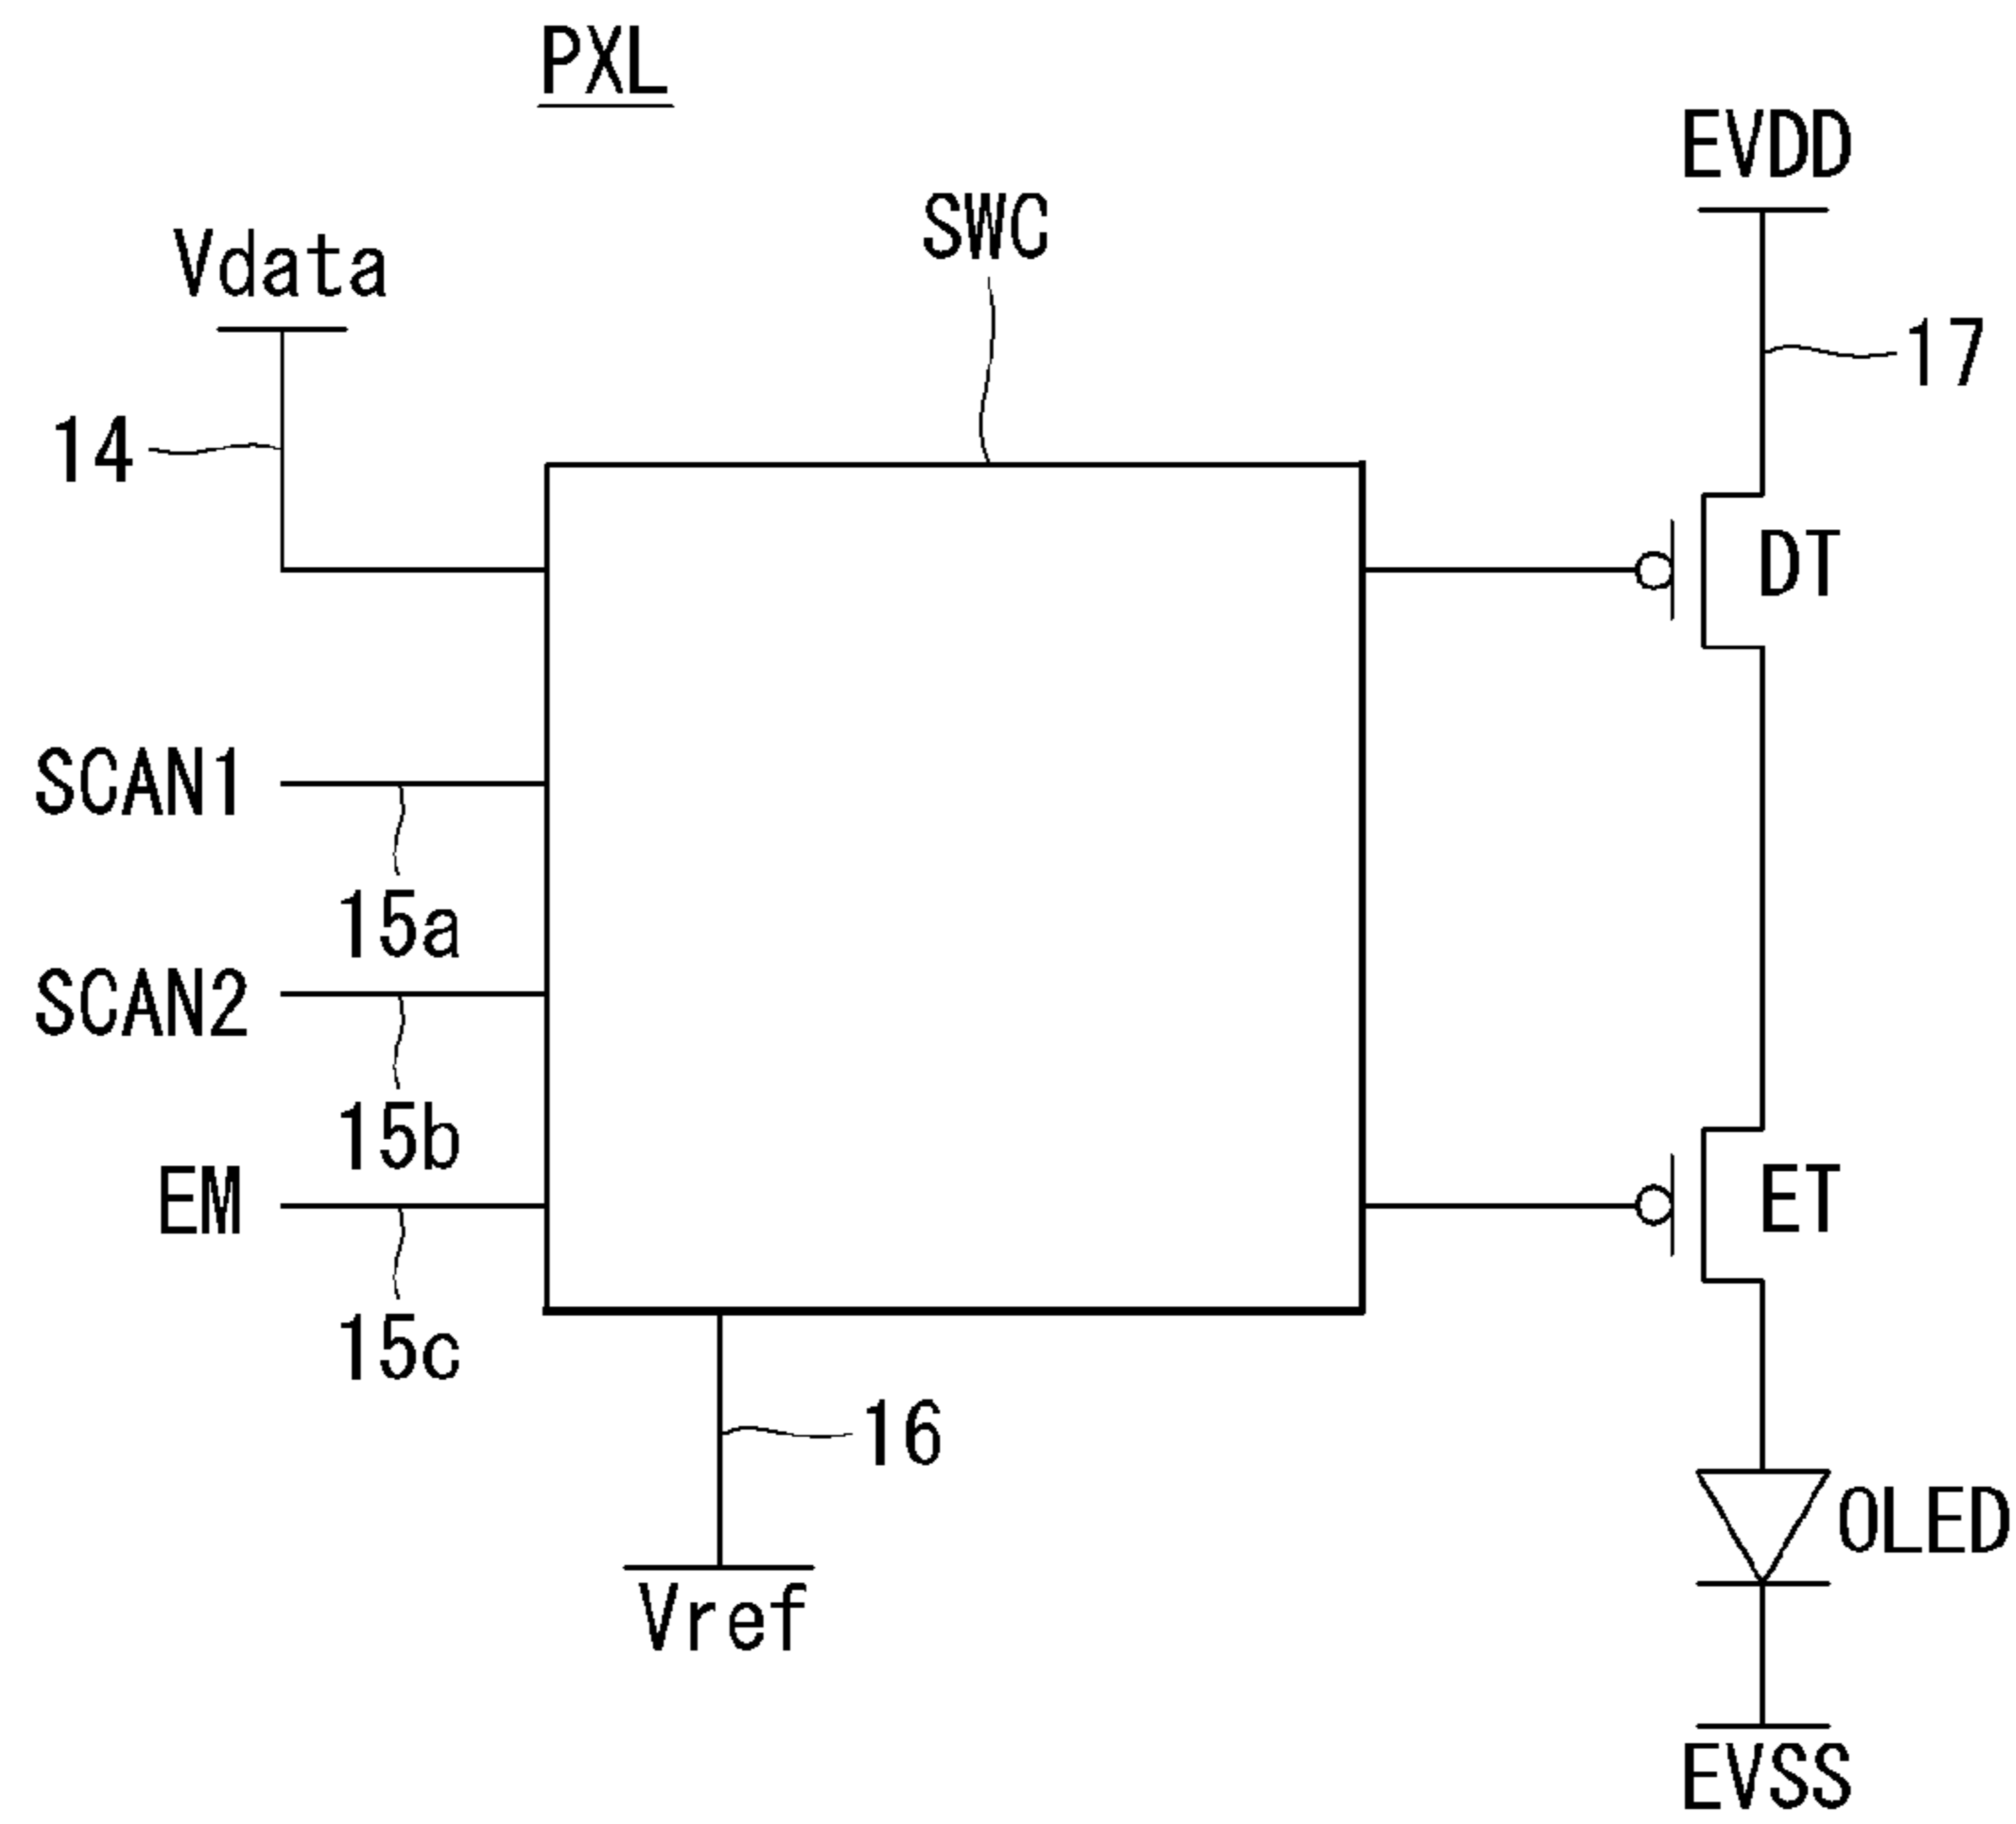 PXL
EVDD
SWC
Vdata
17
14
DT
SCAN1
15a
SCAN2
15b
EM
ET
15c
16
OLED
Vref
EVSS